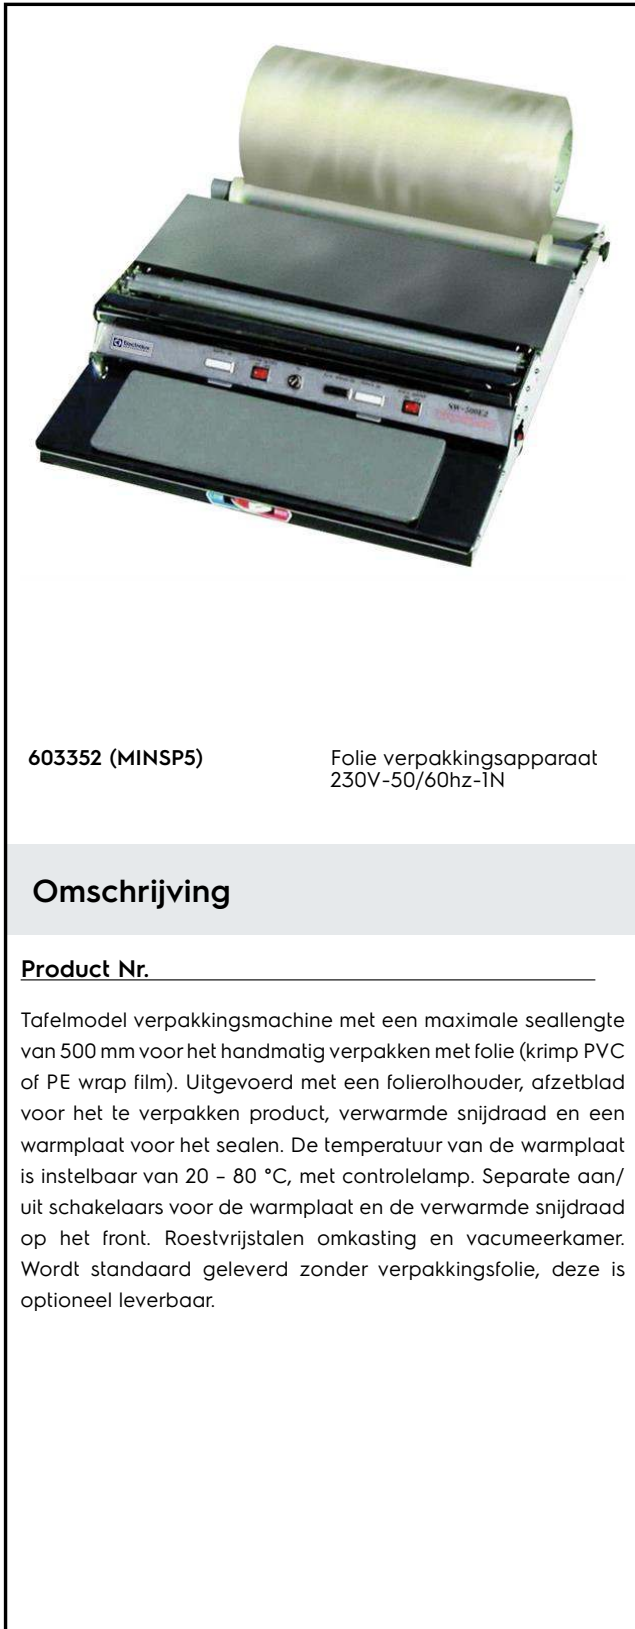 Electrolux
SW-500E2
603352 (MINSP5)
Folie verpakkingsapparaat
230V-50/60hz-1N
Omschrijving
Product Nr.
Tafelmodel verpakkingsmachine met een maximale seallengte
van 500 mm voor het handmatig verpakken met folie (krimp PVC
of PE wrap film). Uitgevoerd met een folierolhouder, afzetblad
voor het te verpakken product, verwarmde snijdraad en een
warmplaat voor het sealen. De temperatuur van de warmplaat
is instelbaar van 20 – 80 °C, met controlelamp. Separate aan/
uit schakelaars voor de warmplaat en de verwarmde snijdraad
op het front. Roestvrijstalen omkasting en vacumeerkamer.
Wordt standaard geleverd zonder verpakkingsfolie, deze is
optioneel leverbaar.